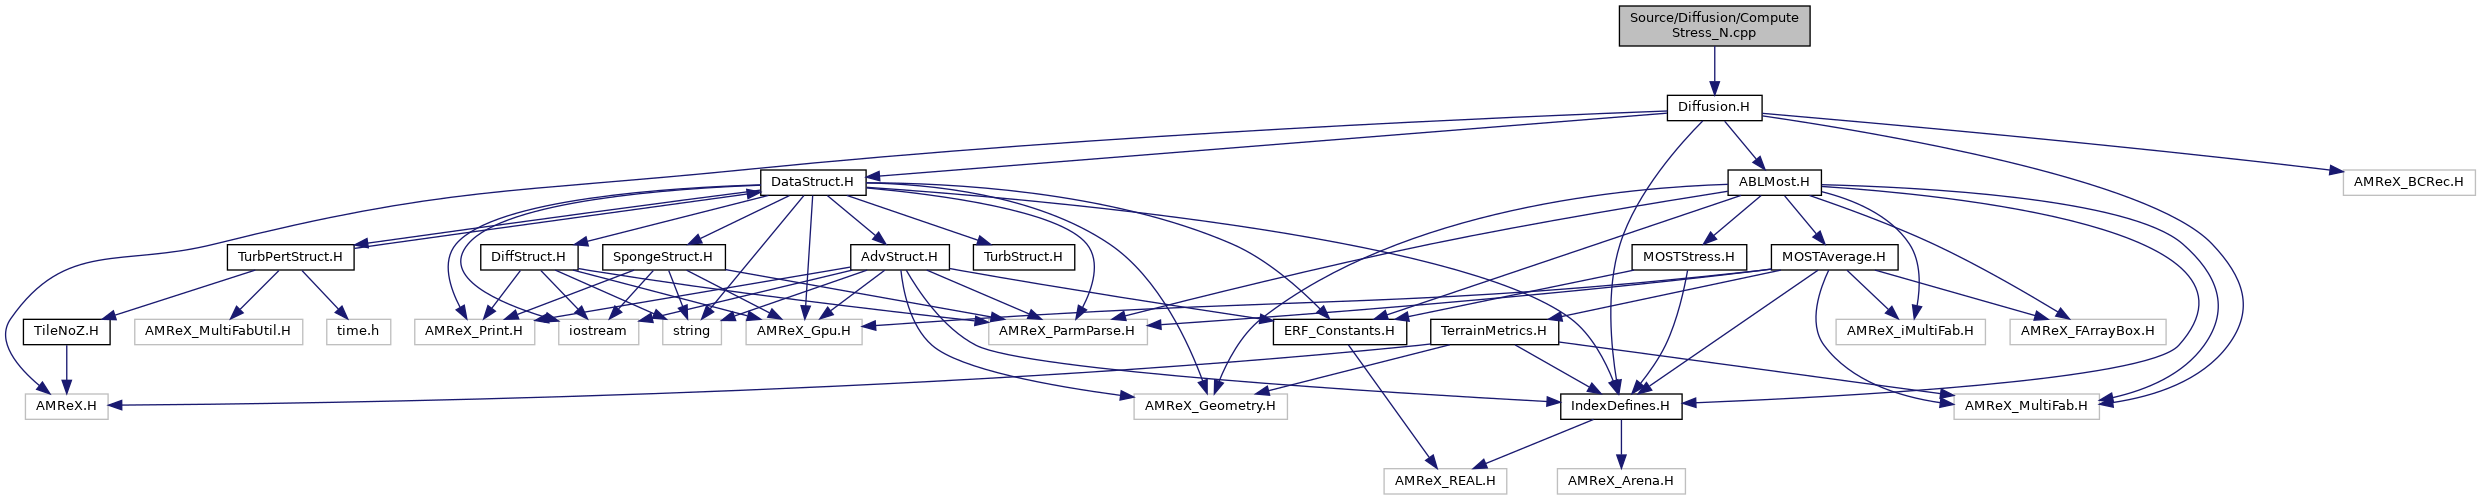 Source/Diffusion/Compute
Stress_N.cpp
Diffusion.H
DataStruct.H
ABLMost.H
AMReX_BCRec.H
TurbPertStruct.H
DiffStruct.H
SpongeStruct.H
AdvStruct.H
TurbStruct.H
MOSTStress.H
MOSTAverage.H
TileNoZ.H
AMReX_MultiFabUtil.H
time.h
AMReX_Print.H
iostream
string
AMReX_Gpu.H
AMReX_ParmParse.H
ERF_Constants.H
TerrainMetrics.H
AMReX_iMultiFab.H
AMReX_FArrayBox.H
AMReX.H
AMReX_Geometry.H
IndexDefines.H
AMReX_MultiFab.H
AMReX_REAL.H
AMReX_Arena.H